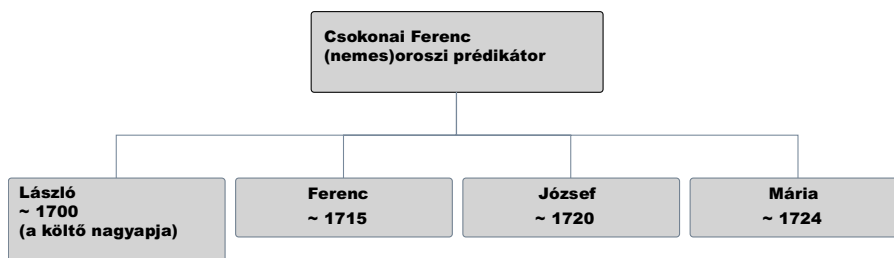 Csokonai Ferenc
(nemes)oroszi prédikátor
László
~ 1700
(a költő nagyapja)
Ferenc
~ 1715
József
~ 1720
Mária
~ 1724